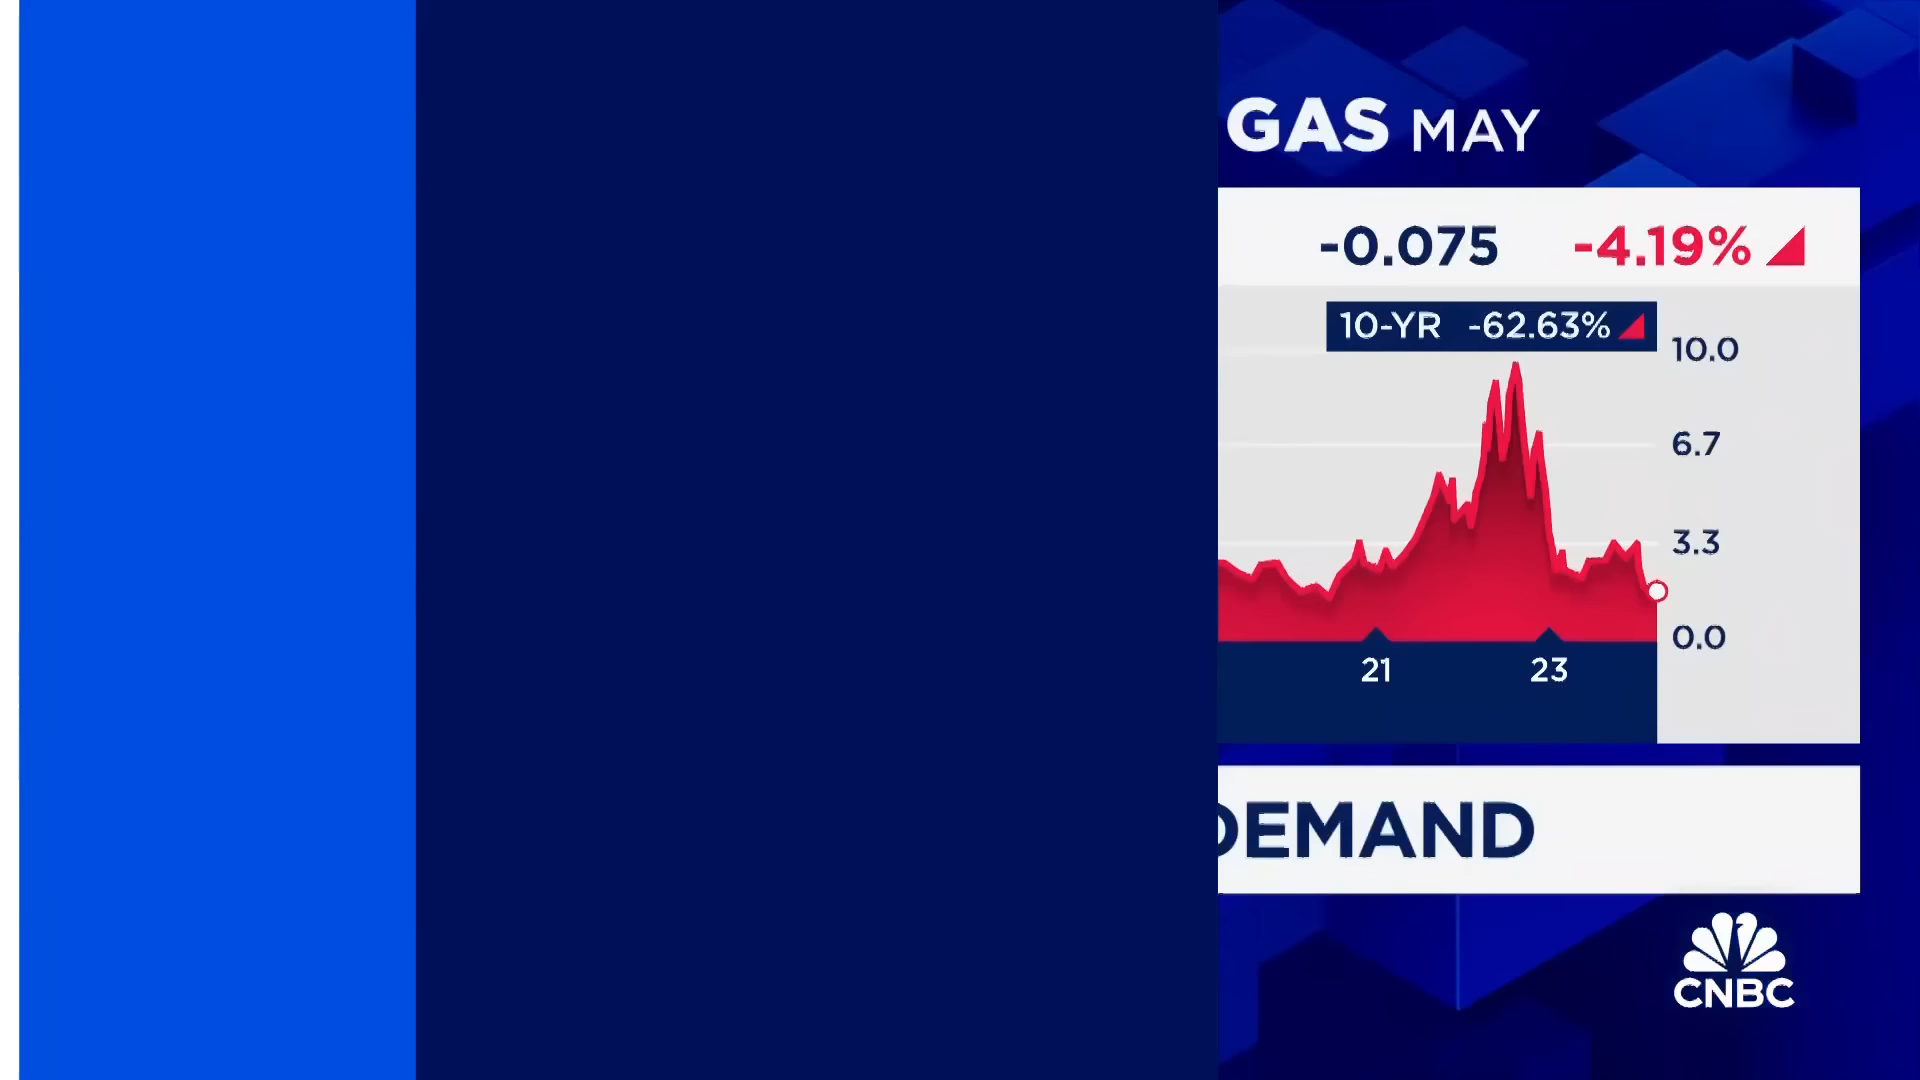 GAS MAY
-0.075 -4.19%
10-YR -62.63%
10.0
6.7
3.3
0.0
21 23
DEMAND
CNBC